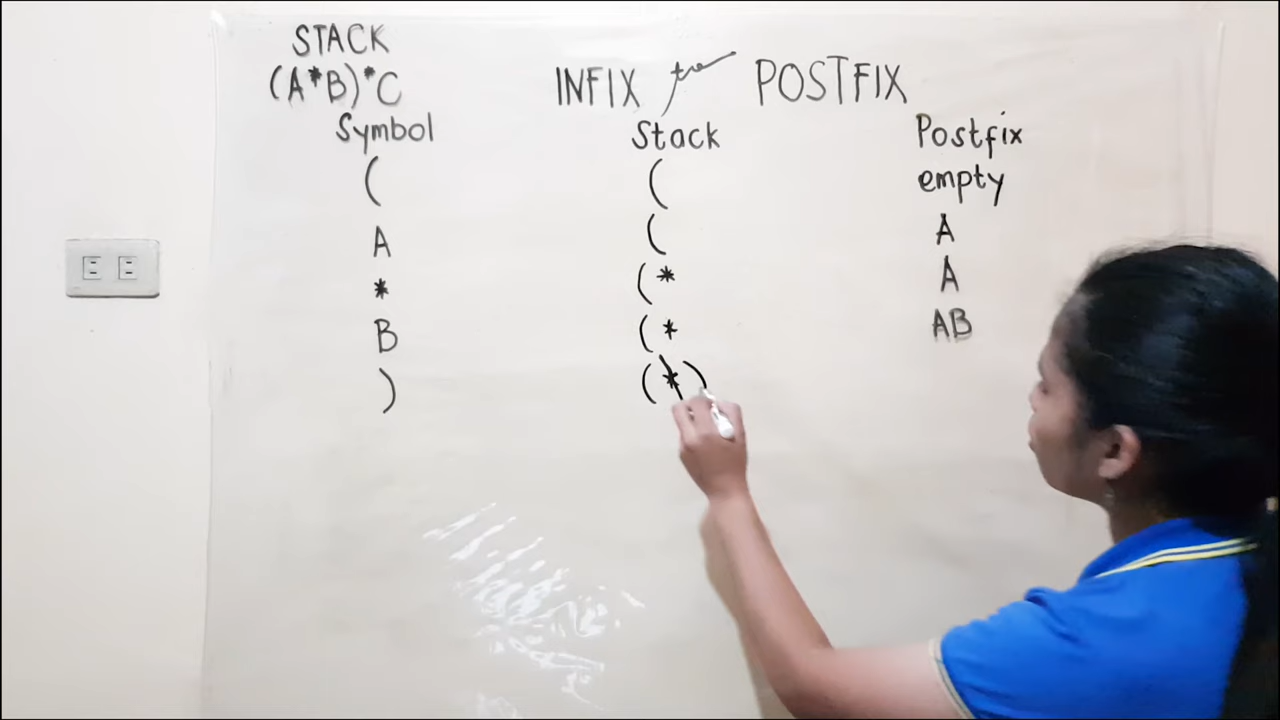 STACK
(A*B)*C
INFIX to POSTFIX
Symbol Stack Postfix
( ( empty
A ( A
* (* A
B (* AB
) (*)